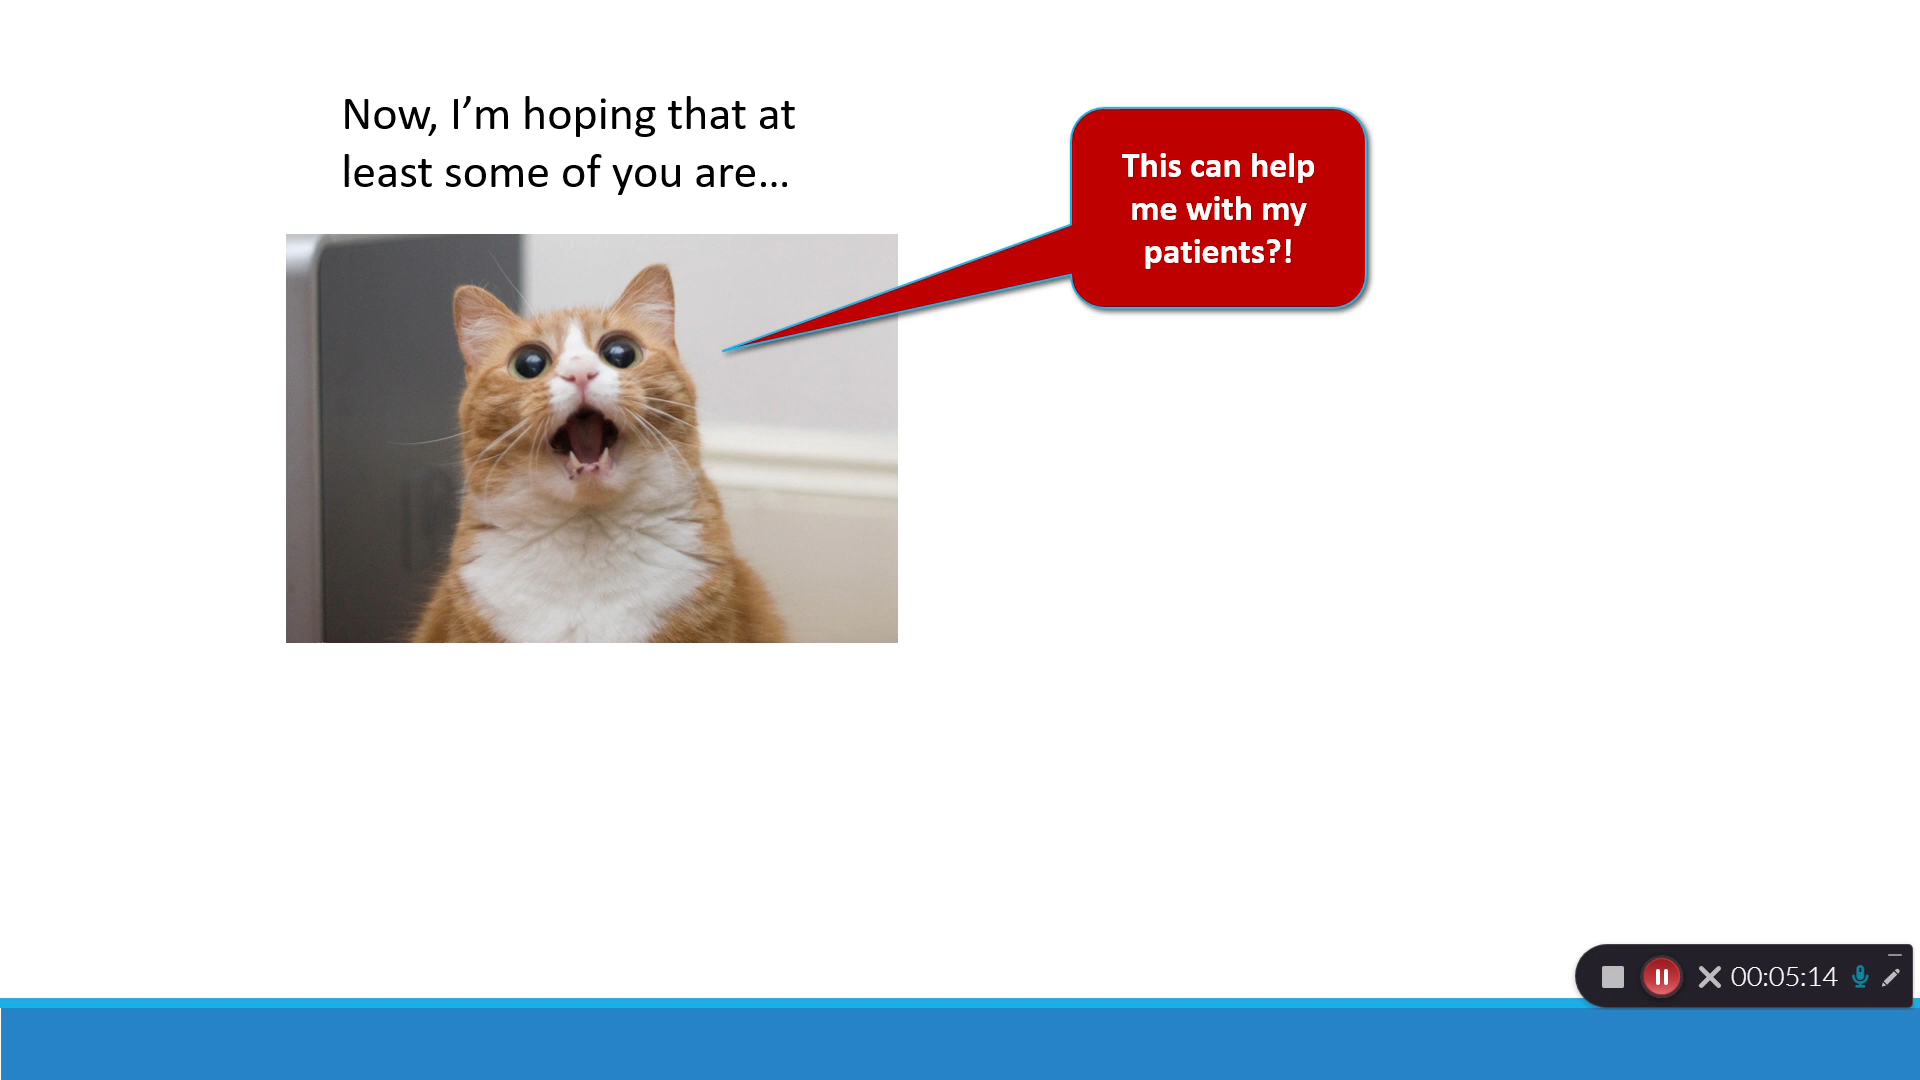 Now, I’m hoping that at
least some of you are…
This can help
me with my
patients?!
00:05:14